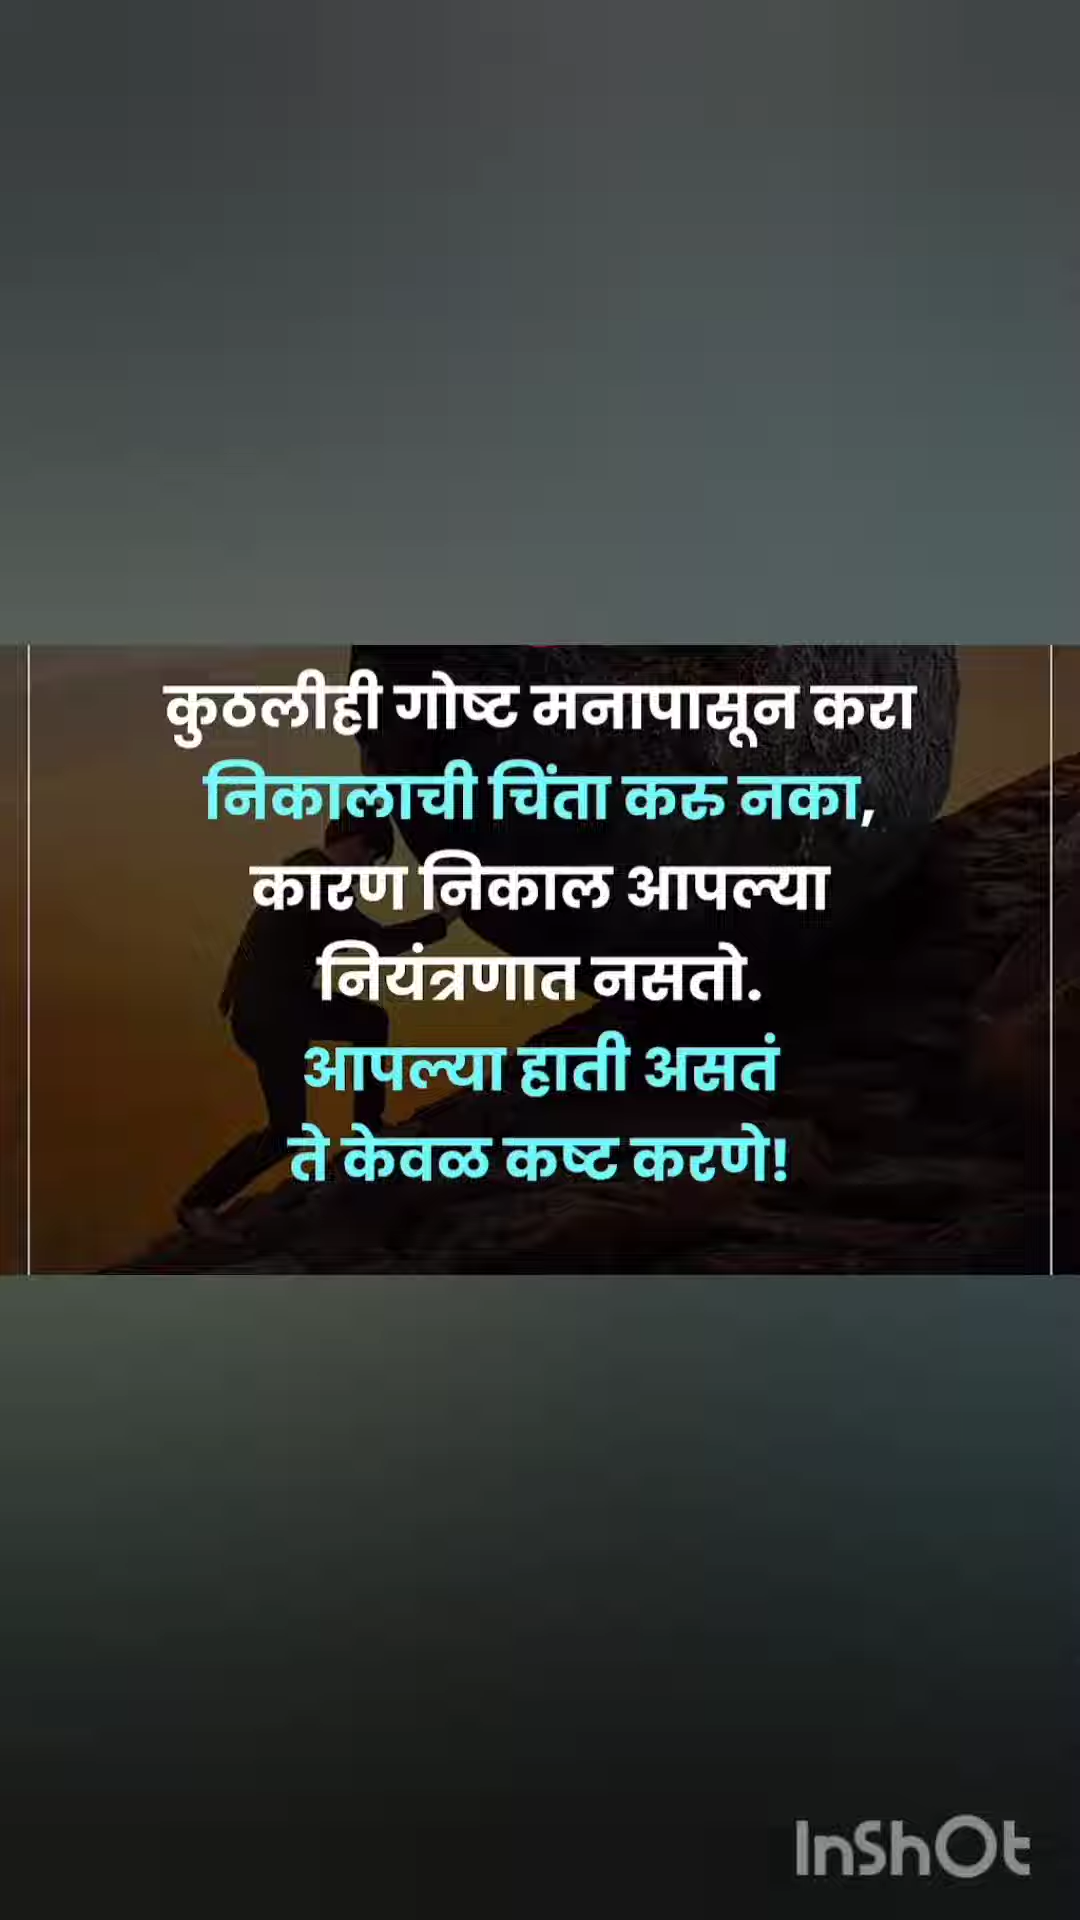 कुठलीही गोष्ट मनापासून करा
निकालाची चिंता करु नका,
कारण निकाल आपल्या
नियंत्रणात नसतो.
आपल्या हाती असतं
ते केवळ कष्ट करणे!
InShOt